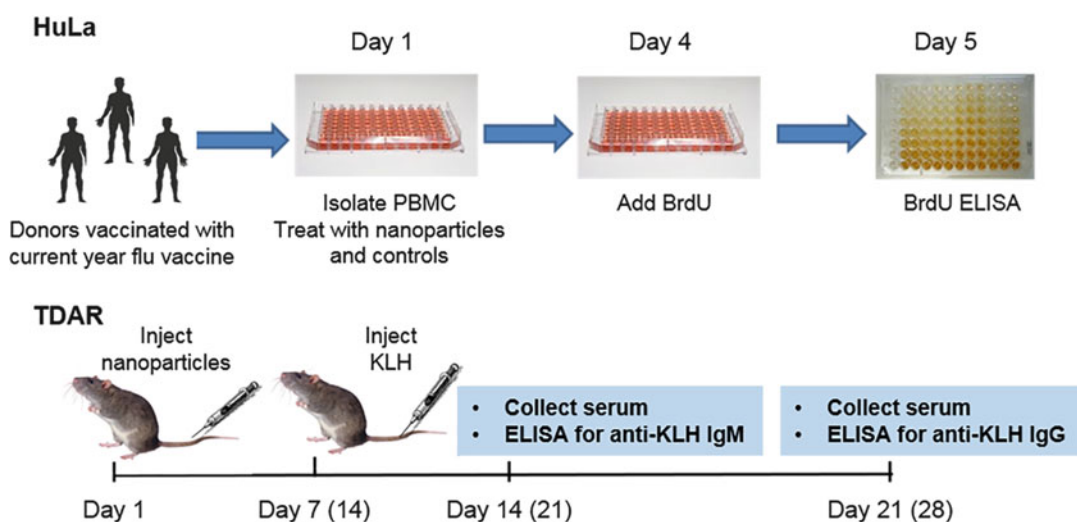 HuLa
Day 1
Day 4
Day 5
Donors vaccinated with
current year flu vaccine
Isolate PBMC
Treat with nanoparticles
and controls
Add BrdU
BrdU ELISA
TDAR
Inject
nanoparticles
Inject
KLH
• Collect serum
• ELISA for anti-KLH IgM
• Collect serum
• ELISA for anti-KLH IgG
Day 1
Day 7 (14)
Day 14 (21)
Day 21 (28)